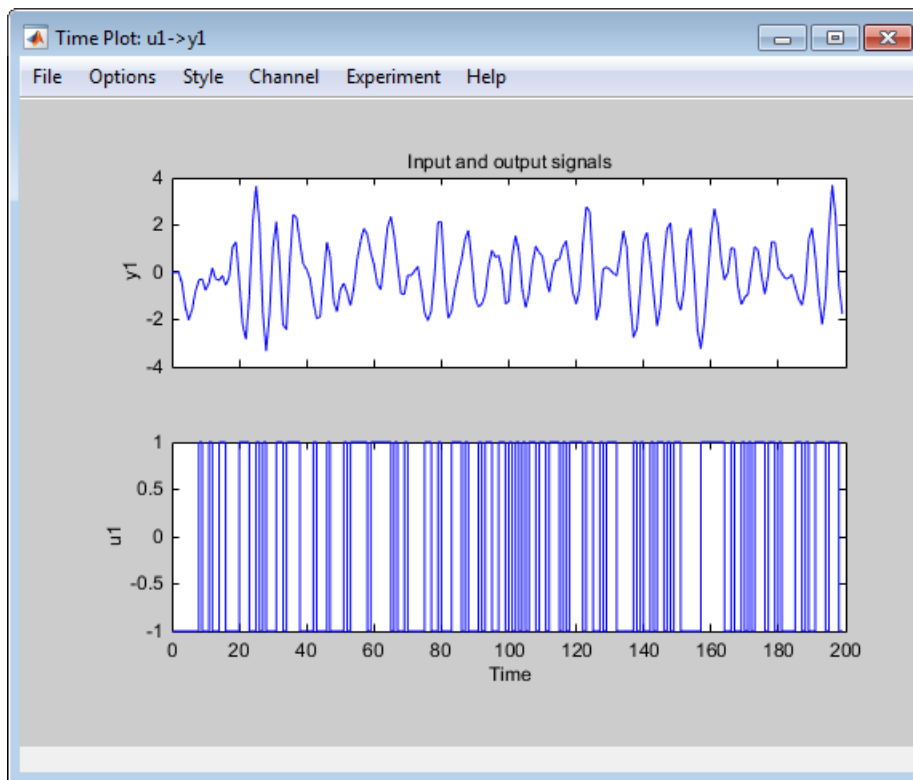 Time Plot: u1->y1
File Options Style Channel Experiment Help
Input and output signals
4
2
0
-2
-4
y1
1
0.5
0
-0.5
-1
u1
0 20 40 60 80 100 120 140 160 180 200
Time